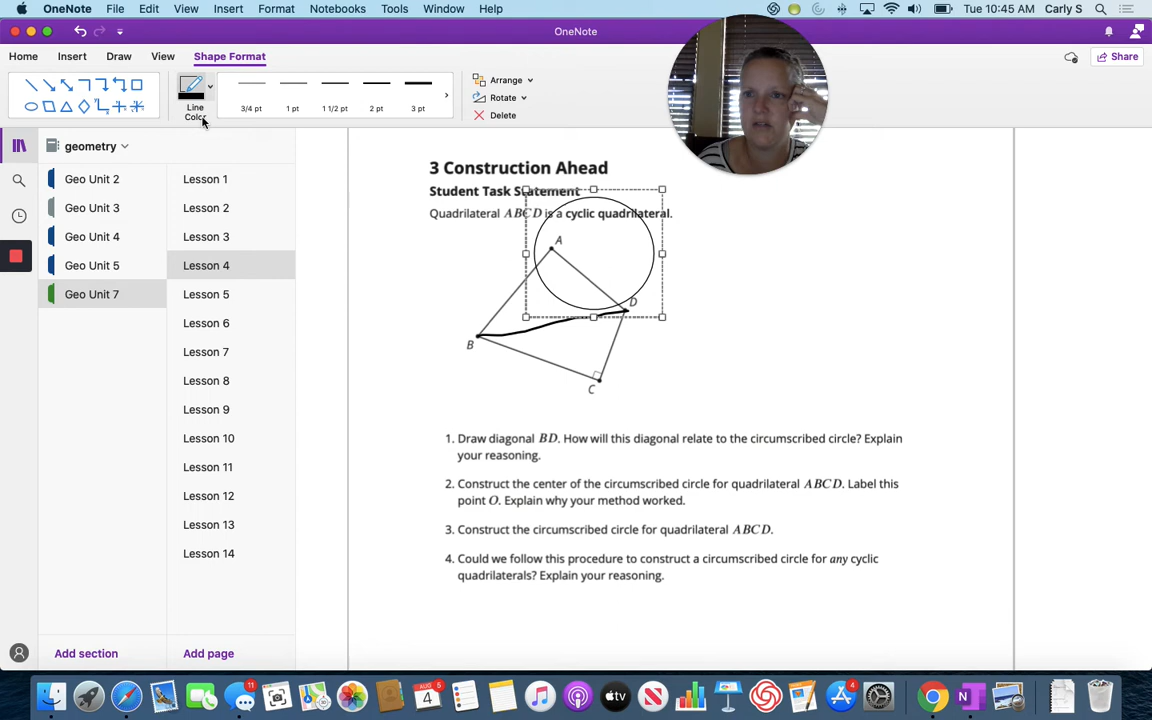 OneNote File Edit View Insert Format Notebooks Tools Window Help Tue 10:45 AM Carly S
OneNote
Home Insert Draw View Shape Format Share
Line Color
3/4 pt 1 pt 1 1/2 pt 2 pt 3 pt
Arrange
Rotate
Delete
geometry
Geo Unit 2
Geo Unit 3
Geo Unit 4
Geo Unit 5
Geo Unit 7
Lesson 1
Lesson 2
Lesson 3
Lesson 4
Lesson 5
Lesson 6
Lesson 7
Lesson 8
Lesson 9
Lesson 10
Lesson 11
Lesson 12
Lesson 13
Lesson 14
Add section Add page
3 Construction Ahead
Student Task Statement
Quadrilateral ABCD is a cyclic quadrilateral.
A
D
B
C
1. Draw diagonal BD. How will this diagonal relate to the circumscribed circle? Explain
your reasoning.
2. Construct the center of the circumscribed circle for quadrilateral ABCD. Label this
point O. Explain why your method worked.
3. Construct the circumscribed circle for quadrilateral ABCD.
4. Could we follow this procedure to construct a circumscribed circle for any cyclic
quadrilaterals? Explain your reasoning.
11
AUG
4
5
tv
4